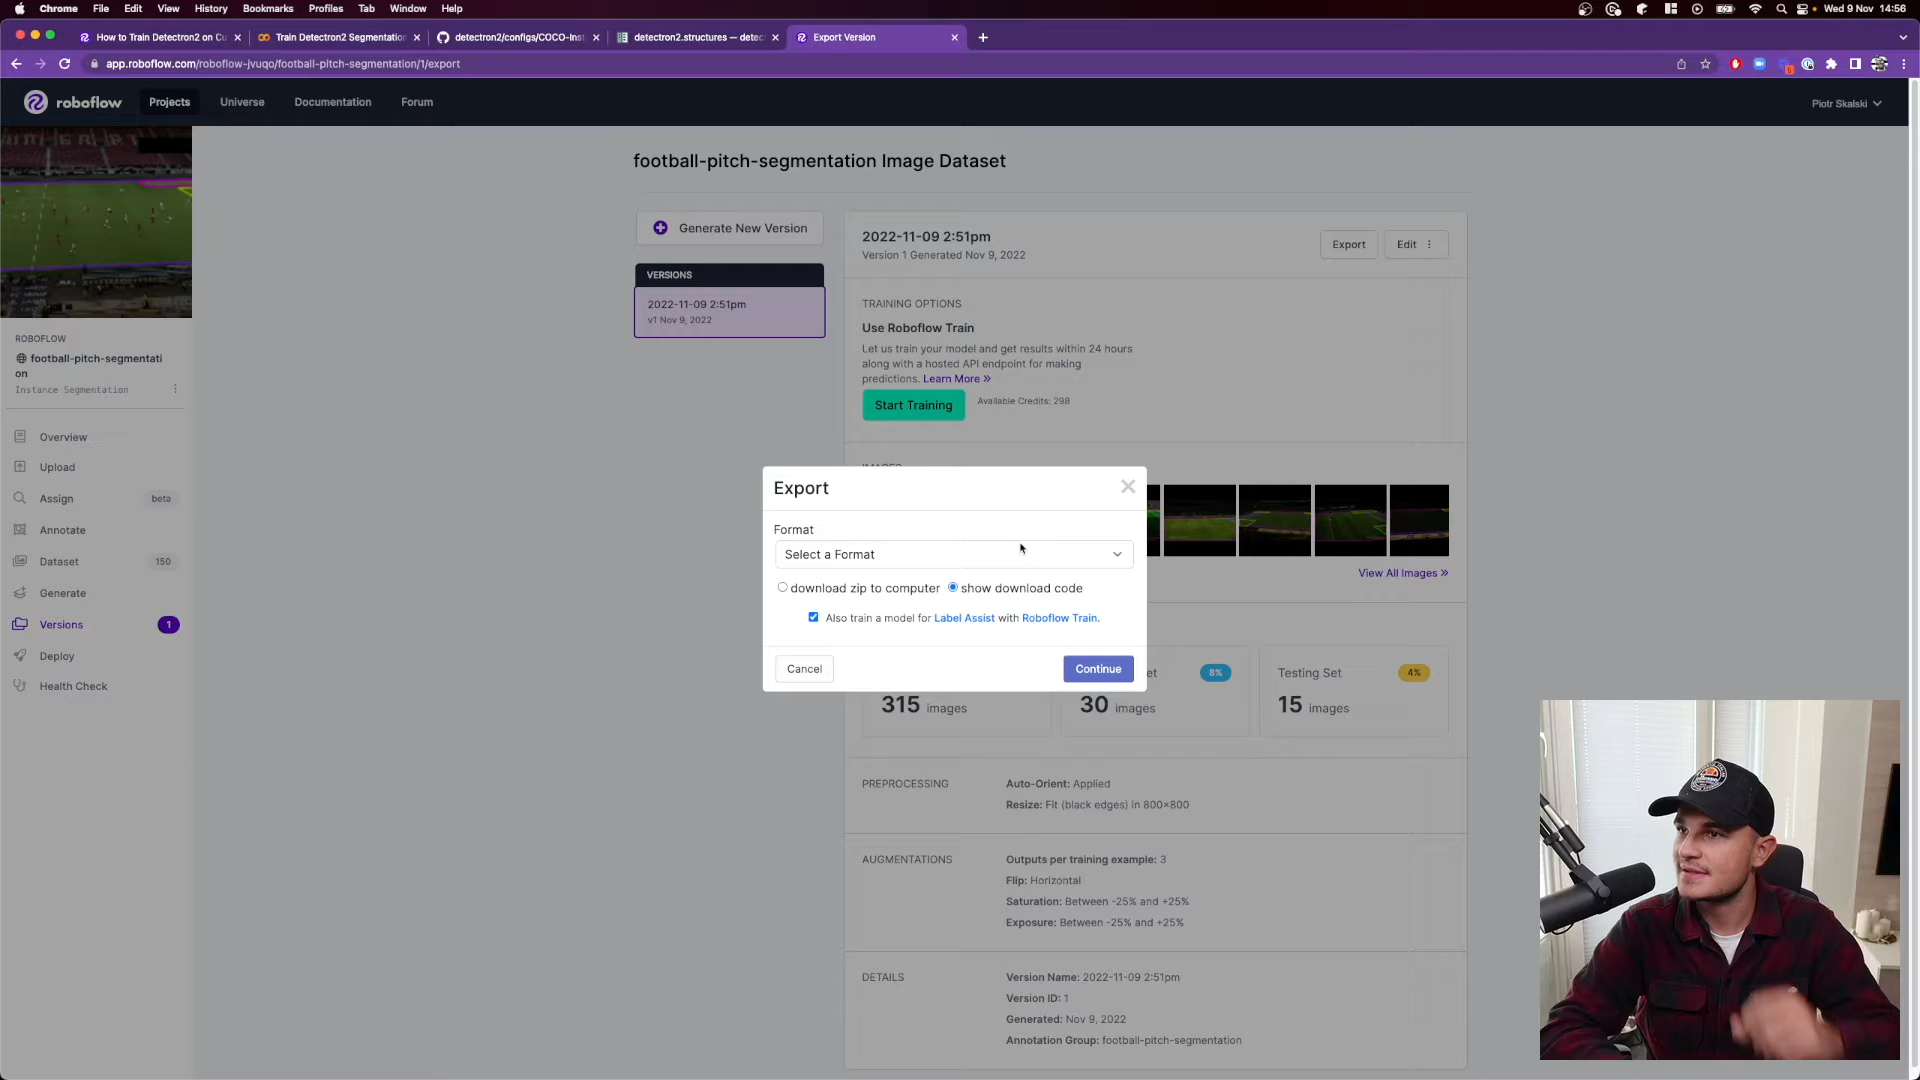 Chrome File Edit View History Bookmarks Profiles Tab Window Help
Wed 9 Nov 14:56
How to Train Detectron2 on Cu
Train Detectron2 Segmentatio
detectron2/configs/COCO-Inst
detectron2.structures — detec
Export Version
app.roboflow.com/roboflow-jvuqo/football-pitch-segmentation/1/export
roboflow
Projects
Universe
Documentation
Forum
Piotr Skalski
ROBOFLOW
football-pitch-segmentati
on
Instance Segmentation
Overview
Upload
Assign beta
Annotate
Dataset 150
Generate
Versions 1
Deploy
Health Check
football-pitch-segmentation Image Dataset
Generate New Version
VERSIONS
2022-11-09 2:51pm
v1 Nov 9, 2022
2022-11-09 2:51pm
Version 1 Generated Nov 9, 2022
Export
Edit
TRAINING OPTIONS
Use Roboflow Train
Let us train your model and get results within 24 hours
along with a hosted API endpoint for making
predictions. Learn More »
Start Training
Available Credits: 298
Export
Format
Select a Format
download zip to computer
show download code
Also train a model for Label Assist with Roboflow Train.
Cancel
Continue
View All Images »
et 8%
Testing Set 4%
315 images
30 images
15 images
PREPROCESSING
Auto-Orient: Applied
Resize: Fit (black edges) in 800×800
AUGMENTATIONS
Outputs per training example: 3
Flip: Horizontal
Saturation: Between -25% and +25%
Exposure: Between -25% and +25%
DETAILS
Version Name: 2022-11-09 2:51pm
Version ID: 1
Generated: Nov 9, 2022
Annotation Group: football-pitch-segmentation